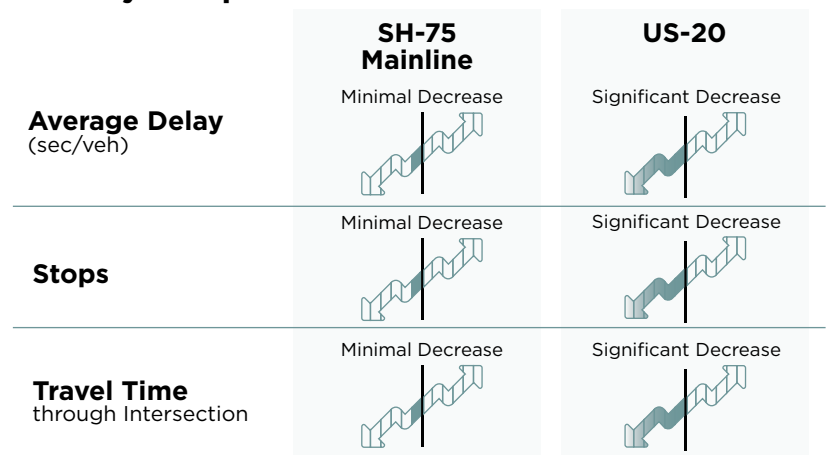 SH-75
Mainline
US-20
Average Delay
(sec/veh)
Minimal Decrease
Significant Decrease
Stops
Minimal Decrease
Significant Decrease
Travel Time
through Intersection
Minimal Decrease
Significant Decrease